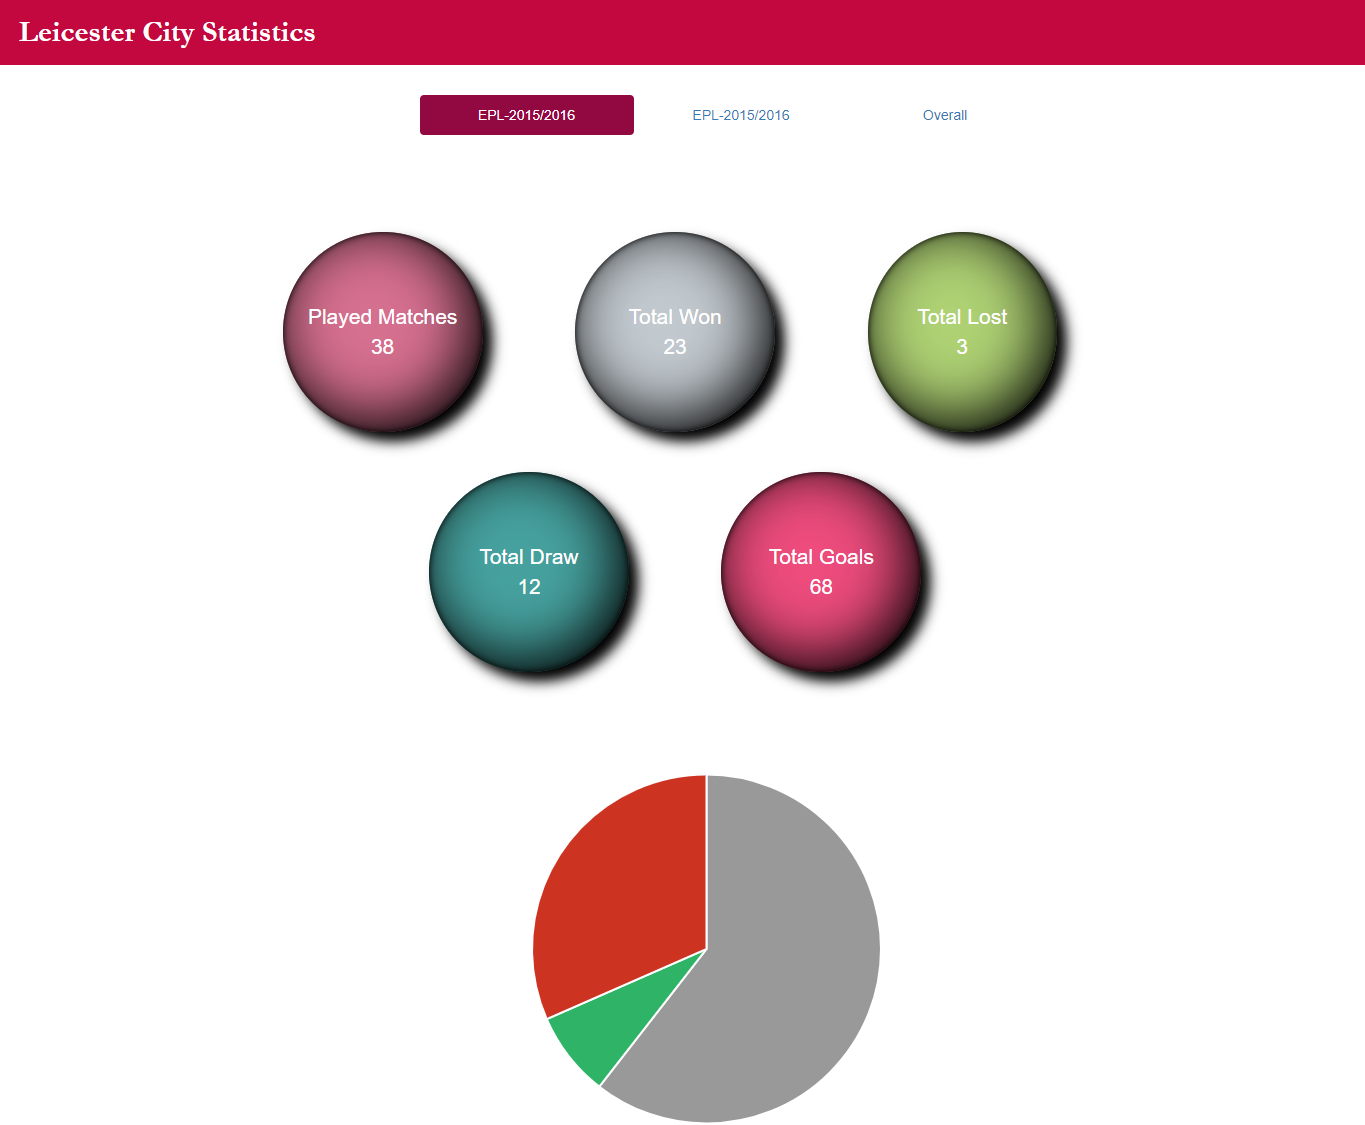 Leicester City Statistics
EPL-2015/2016
EPL-2015/2016
Overall
Played Matches
38
Total Won
23
Total Lost
3
Total Draw
12
Total Goals
68